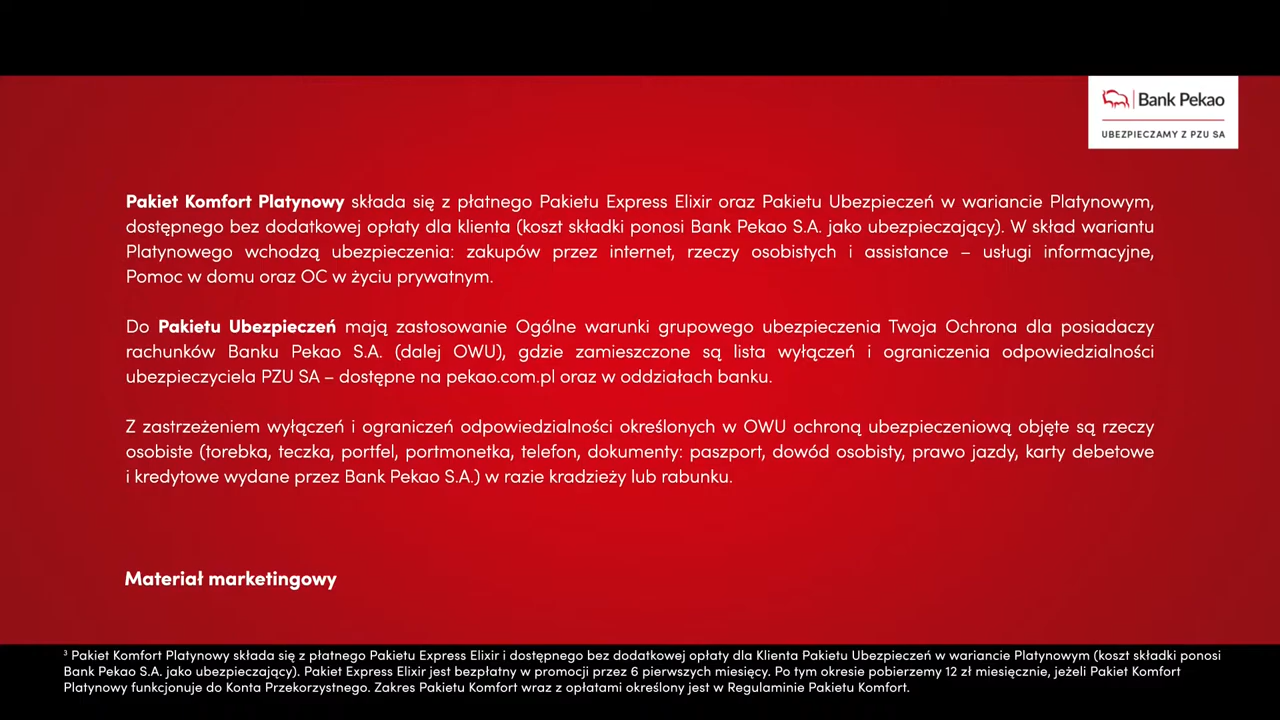 Bank Pekao
UBEZPIECZAMY Z PZU SA
Pakiet Komfort Platynowy składa się z płatnego Pakietu Express Elixir oraz Pakietu Ubezpieczeń w wariancie Platynowym,
dostępnego bez dodatkowej opłaty dla klienta (koszt składki ponosi Bank Pekao S.A. jako ubezpieczający). W skład wariantu
Platynowego wchodzą ubezpieczenia: zakupów przez internet, rzeczy osobistych i assistance – usługi informacyjne,
Pomoc w domu oraz OC w życiu prywatnym.
Do Pakietu Ubezpieczeń mają zastosowanie Ogólne warunki grupowego ubezpieczenia Twoja Ochrona dla posiadaczy
rachunków Banku Pekao S.A. (dalej OWU), gdzie zamieszczone są lista wyłączeń i ograniczenia odpowiedzialności
ubezpieczyciela PZU SA – dostępne na pekao.com.pl oraz w oddziałach banku.
Z zastrzeżeniem wyłączeń i ograniczeń odpowiedzialności określonych w OWU ochroną ubezpieczeniową objęte są rzeczy
osobiste (torebka, teczka, portfel, portmonetka, telefon, dokumenty: paszport, dowód osobisty, prawo jazdy, karty debetowe
i kredytowe wydane przez Bank Pekao S.A.) w razie kradzieży lub rabunku.
Materiał marketingowy
³ Pakiet Komfort Platynowy składa się z płatnego Pakietu Express Elixir i dostępnego bez dodatkowej opłaty dla Klienta Pakietu Ubezpieczeń w wariancie Platynowym (koszt składki ponosi
Bank Pekao S.A. jako ubezpieczający). Pakiet Express Elixir jest bezpłatny w promocji przez 6 pierwszych miesięcy. Po tym okresie pobierzemy 12 zł miesięcznie, jeżeli Pakiet Komfort
Platynowy funkcjonuje do Konta Przekorzystnego. Zakres Pakietu Komfort wraz z opłatami określony jest w Regulaminie Pakietu Komfort.